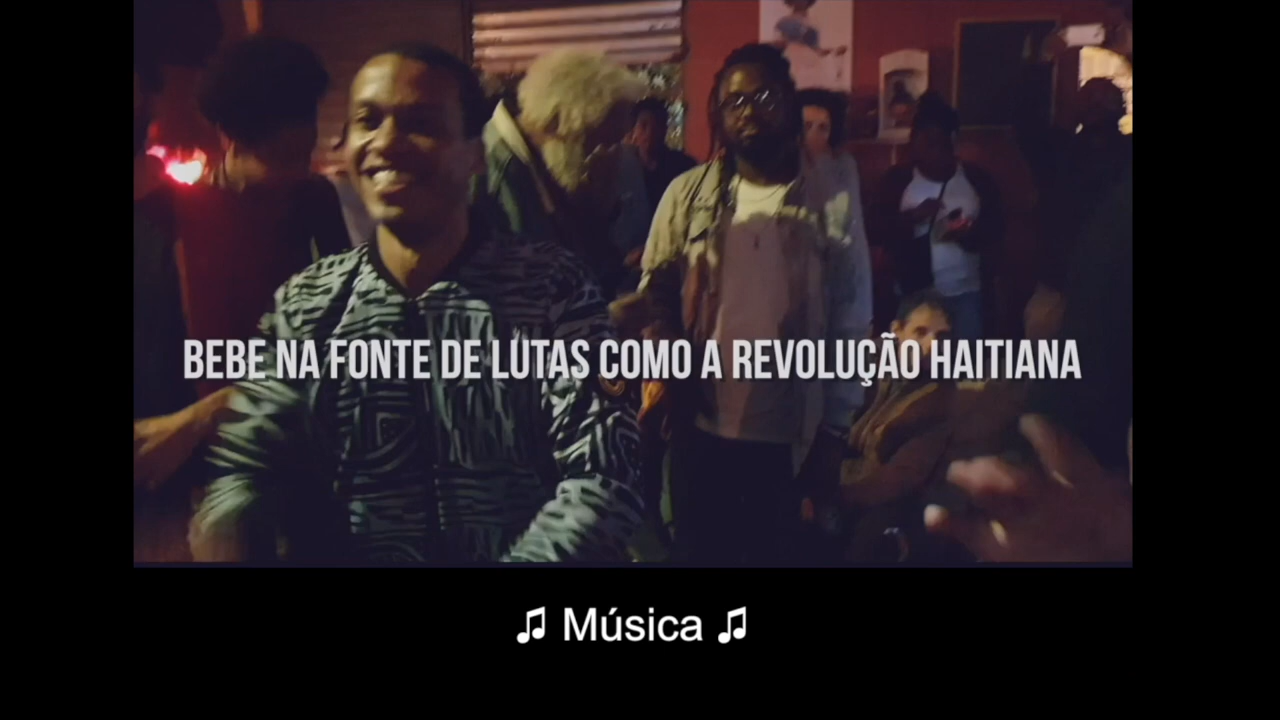 BEBE NA FONTE DE LUTAS COMO A REVOLUÇÃO HAITIANA
♫ Música ♫